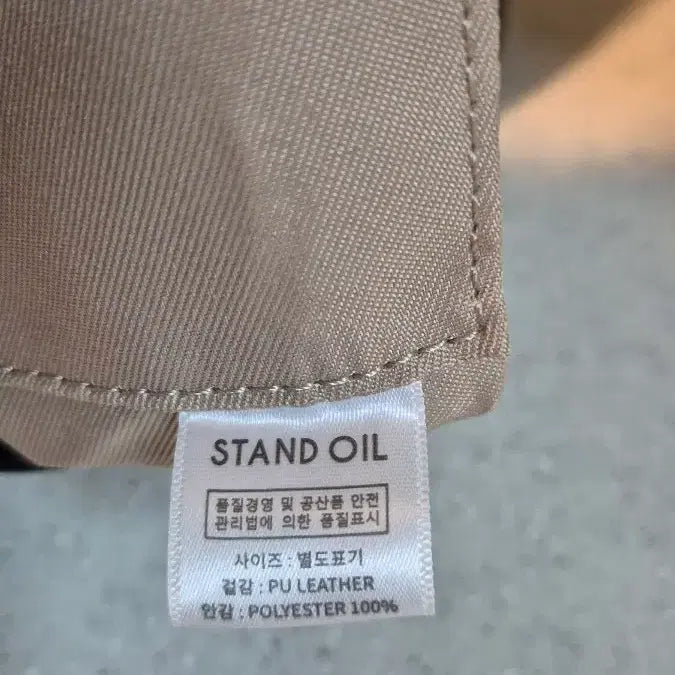 STAND OIL
품질경영 및 공산품 안전
관리법에 의한 품질표시
사이즈 : 별도표기
겉감 : PU LEATHER
안감 : POLYESTER 100%